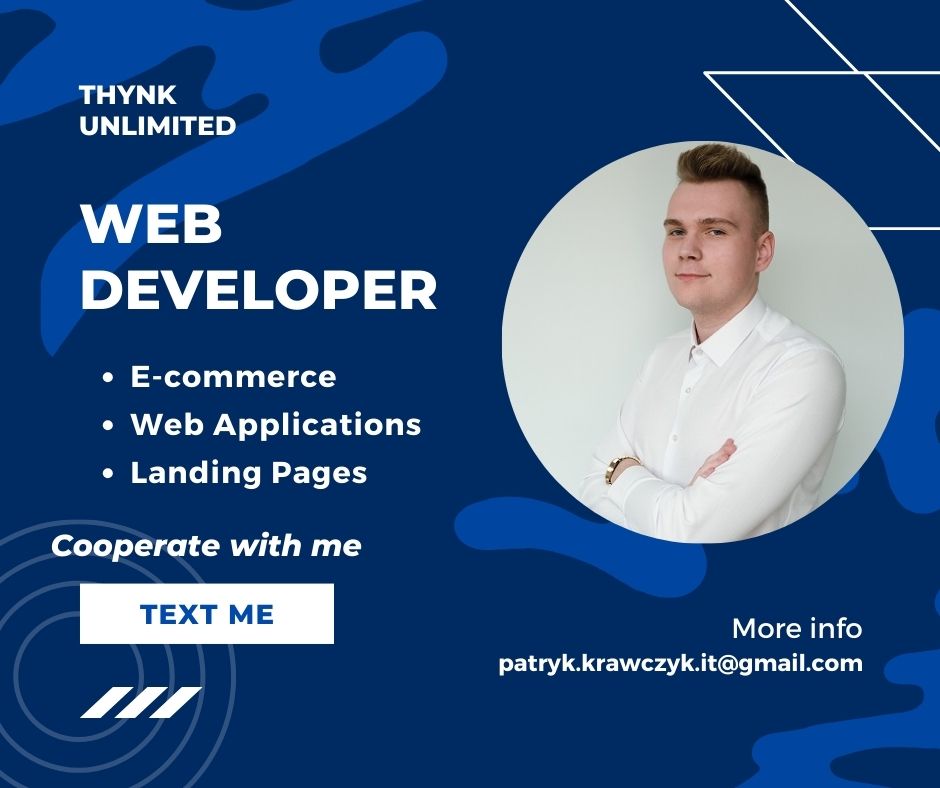 THYNK
UNLIMITED
WEB
DEVELOPER
• E-commerce
• Web Applications
• Landing Pages
Cooperate with me
TEXT ME
More info
patryk.krawczyk.it@gmail.com